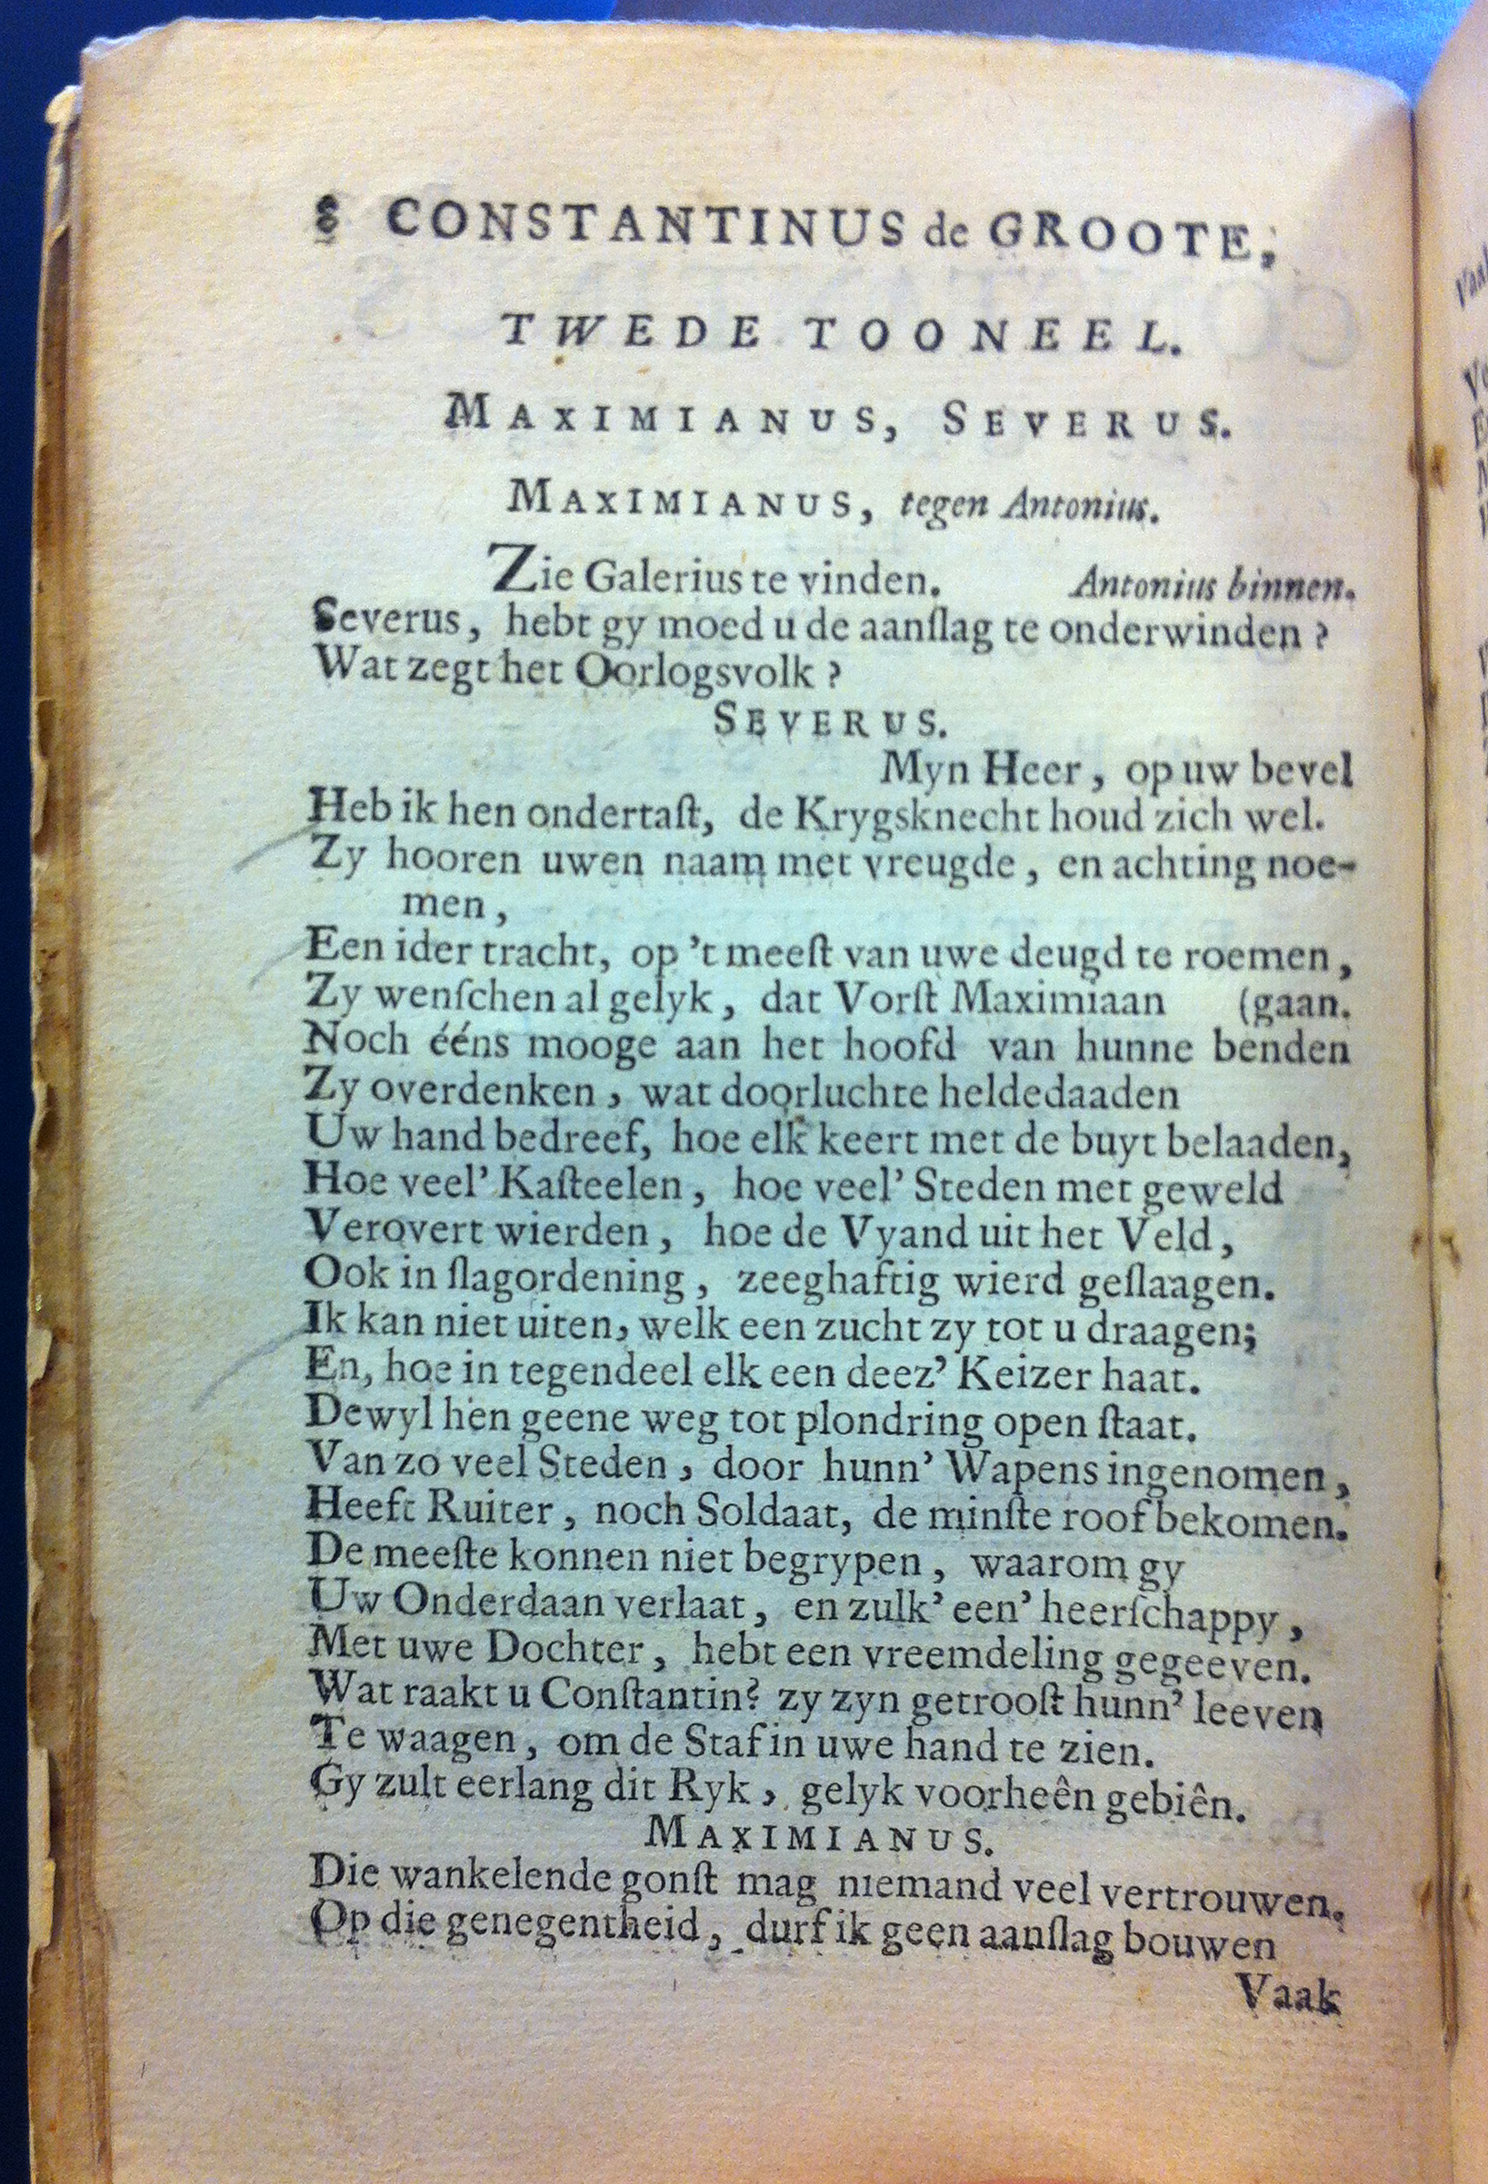 8 CONSTANTINUS de GROOTE,
TWEDE TOONEEL.
MAXIMIANUS, SEVERUS.
MAXIMIANUS, tegen Antonius.
Zie Galerius te vinden. Antonius binnen.
Severus, hebt gy moed u de aanſlag te onderwinden?
Wat zegt het Oorlogsvolk?
SEVERUS.
Myn Heer, op uw bevel
Heb ik hen ondertaſt, de Krygsknecht houd zich wel.
Zy hooren uwen naam met vreugde, en achting noe-
men,
Een ider tracht, op 't meeſt van uwe deugd te roemen,
Zy wenſchen al gelyk, dat Vorſt Maximiaan (gaan.
Noch ééns mooge aan het hoofd van hunne benden
Zy overdenken, wat doorluchte heldedaaden
Uw hand bedreef, hoe elk keert met de buyt belaaden,
Hoe veel' Kaſteelen, hoe veel' Steden met geweld
Verovert wierden, hoe de Vyand uit het Veld,
Ook in ſlagordening, zeeghaftig wierd geſlaagen.
Ik kan niet uiten, welk een zucht zy tot u draagen;
En, hoe in tegendeel elk een deez' Keizer haat.
Dewyl hen geene weg tot plondring open ſtaat.
Van zo veel Steden, door hunn' Wapens ingenomen,
Heeft Ruiter, noch Soldaat, de minſte roof bekomen.
De meeſte konnen niet begrypen, waarom gy
Uw Onderdaan verlaat, en zulk' een' heerſchappy,
Met uwe Dochter, hebt een vreemdeling gegeeven.
Wat raakt u Conſtantin? zy zyn getrooſt hunn' leeven
Te waagen, om de Staf in uwe hand te zien.
Gy zult eerlang dit Ryk, gelyk voorheên gebiên.
MAXIMIANUS.
Die wankelende gonſt mag niemand veel vertrouwen.
Op die genegentheid, durf ik geen aanſlag bouwen
Vaak